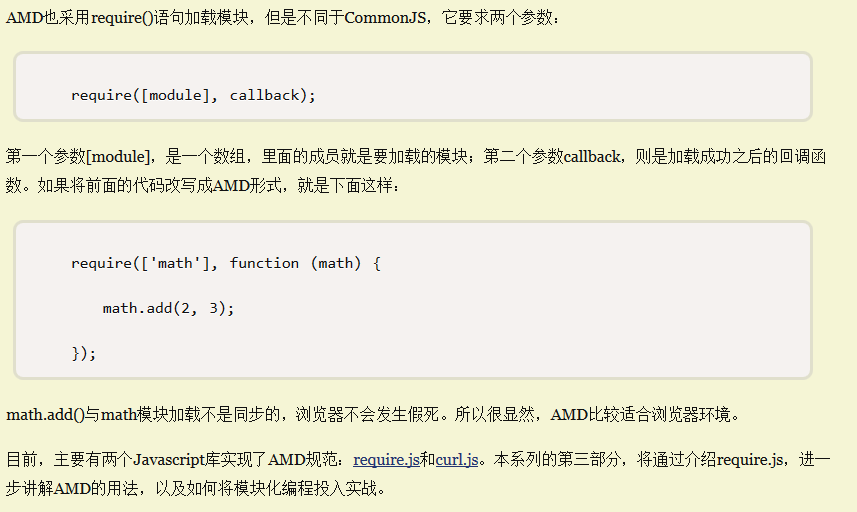 AMD也采用require()语句加载模块，但是不同于CommonJS，它要求两个参数：
require([module], callback);
第一个参数[module]，是一个数组，里面的成员就是要加载的模块；第二个参数callback，则是加载成功之后的回调函
数。如果将前面的代码改写成AMD形式，就是下面这样：
require(['math'], function (math) {
math.add(2, 3);
});
math.add()与math模块加载不是同步的，浏览器不会发生假死。所以很显然，AMD比较适合浏览器环境。
目前，主要有两个Javascript库实现了AMD规范：require.js和curl.js。本系列的第三部分，将通过介绍require.js，进一
步讲解AMD的用法，以及如何将模块化编程投入实战。